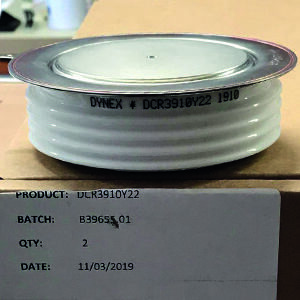 DYNEX # DCR3910Y22 1910
PRODUCT: DCR3910Y22
BATCH: B39655.01
QTY: 2
DATE: 11/03/2019